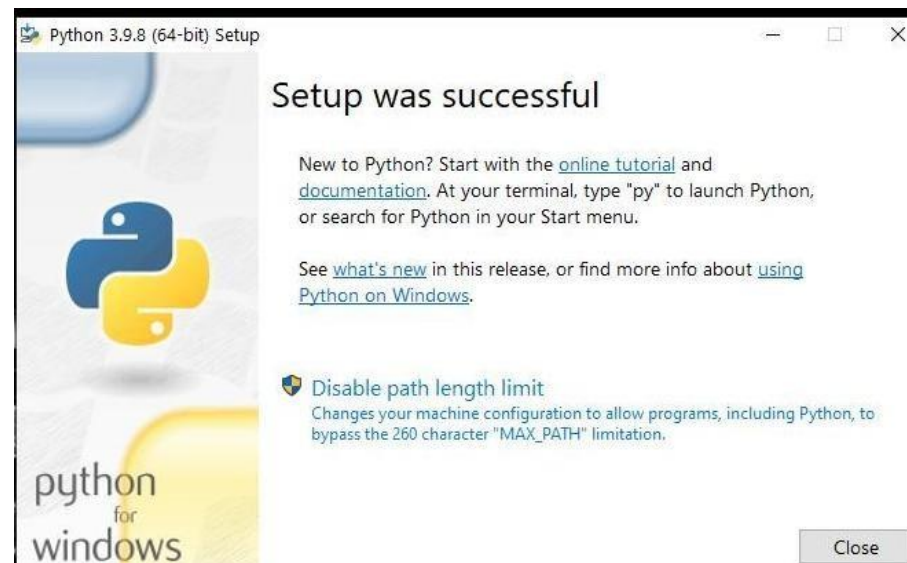 Python 3.9.8 (64-bit) Setup
Setup was successful
New to Python? Start with the online tutorial and
documentation. At your terminal, type "py" to launch Python,
or search for Python in your Start menu.
See what's new in this release, or find more info about using
Python on Windows.
Disable path length limit
Changes your machine configuration to allow programs, including Python, to
bypass the 260 character "MAX_PATH" limitation.
python
for
windows
Close